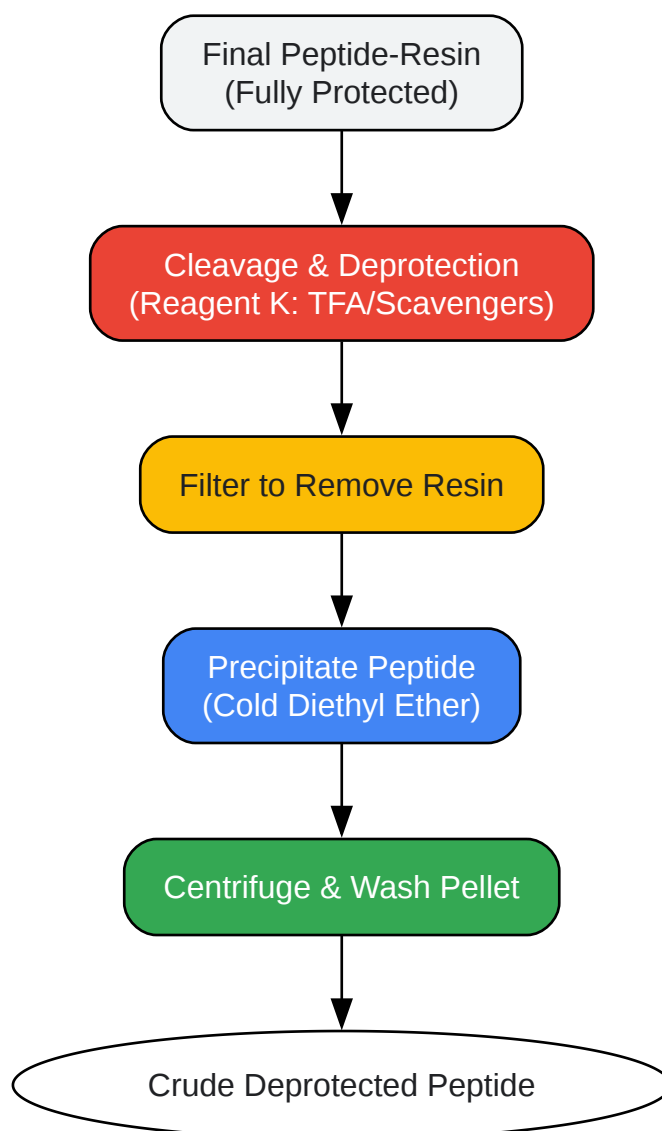 Final Peptide-Resin
(Fully Protected)
Cleavage & Deprotection
(Reagent K: TFA/Scavengers)
Filter to Remove Resin
Precipitate Peptide
(Cold Diethyl Ether)
Centrifuge & Wash Pellet
Crude Deprotected Peptide